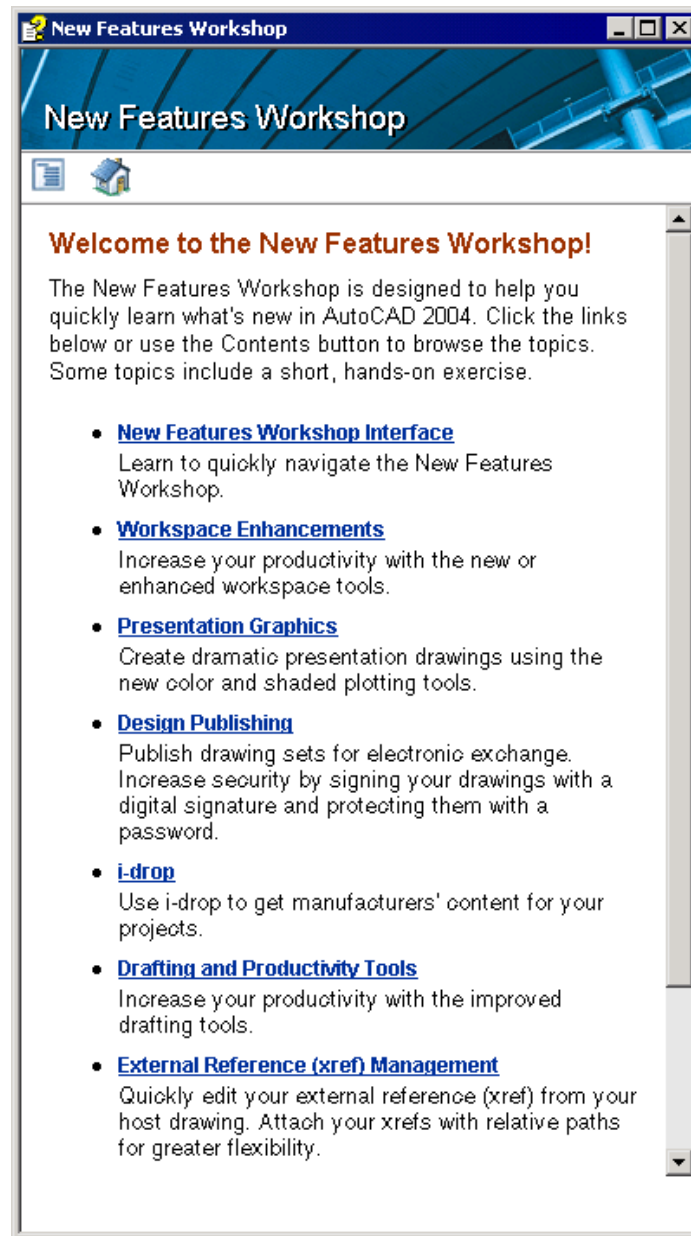 New Features Workshop
New Features Workshop
Welcome to the New Features Workshop!
The New Features Workshop is designed to help you
quickly learn what's new in AutoCAD 2004. Click the links
below or use the Contents button to browse the topics.
Some topics include a short, hands-on exercise.
• New Features Workshop Interface
Learn to quickly navigate the New Features
Workshop.
• Workspace Enhancements
Increase your productivity with the new or
enhanced workspace tools.
• Presentation Graphics
Create dramatic presentation drawings using the
new color and shaded plotting tools.
• Design Publishing
Publish drawing sets for electronic exchange.
Increase security by signing your drawings with a
digital signature and protecting them with a
password.
• i-drop
Use i-drop to get manufacturers' content for your
projects.
• Drafting and Productivity Tools
Increase your productivity with the improved
drafting tools.
• External Reference (xref) Management
Quickly edit your external reference (xref) from your
host drawing. Attach your xrefs with relative paths
for greater flexibility.